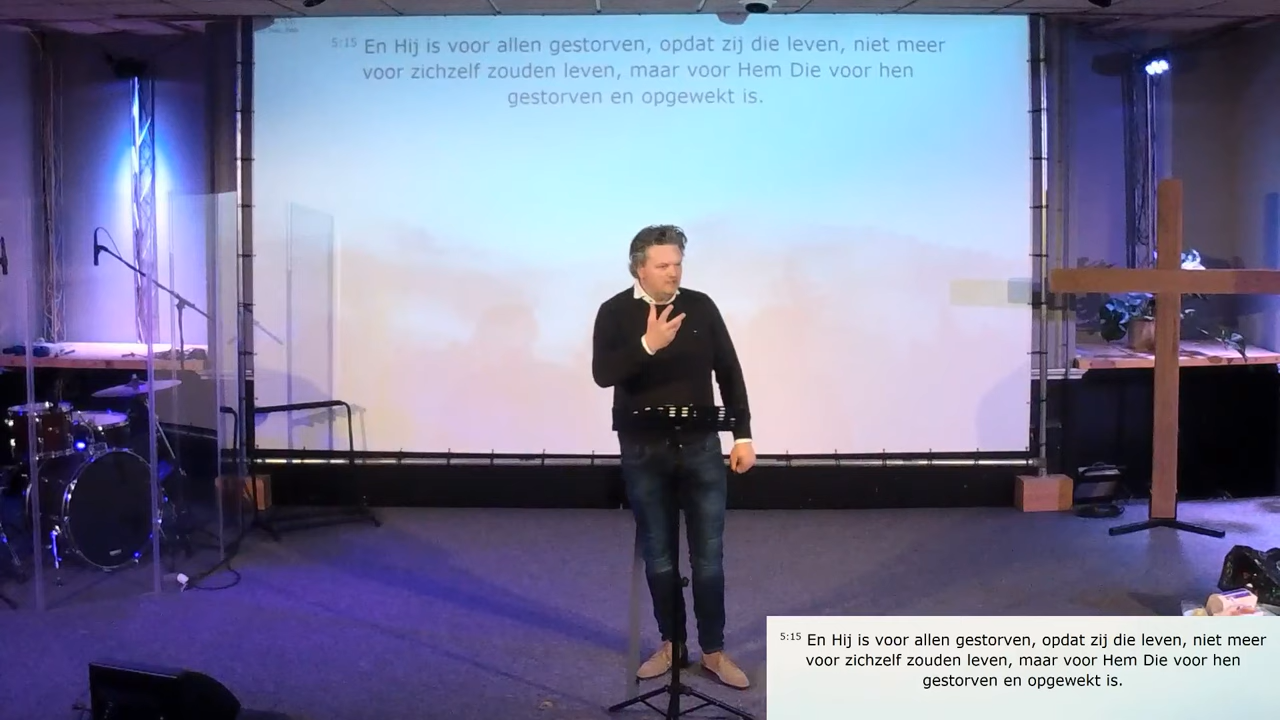 5:15 En Hij is voor allen gestorven, opdat zij die leven, niet meer
voor zichzelf zouden leven, maar voor Hem Die voor hen
gestorven en opgewekt is.
5:15 En Hij is voor allen gestorven, opdat zij die leven, niet meer
voor zichzelf zouden leven, maar voor Hem Die voor hen
gestorven en opgewekt is.